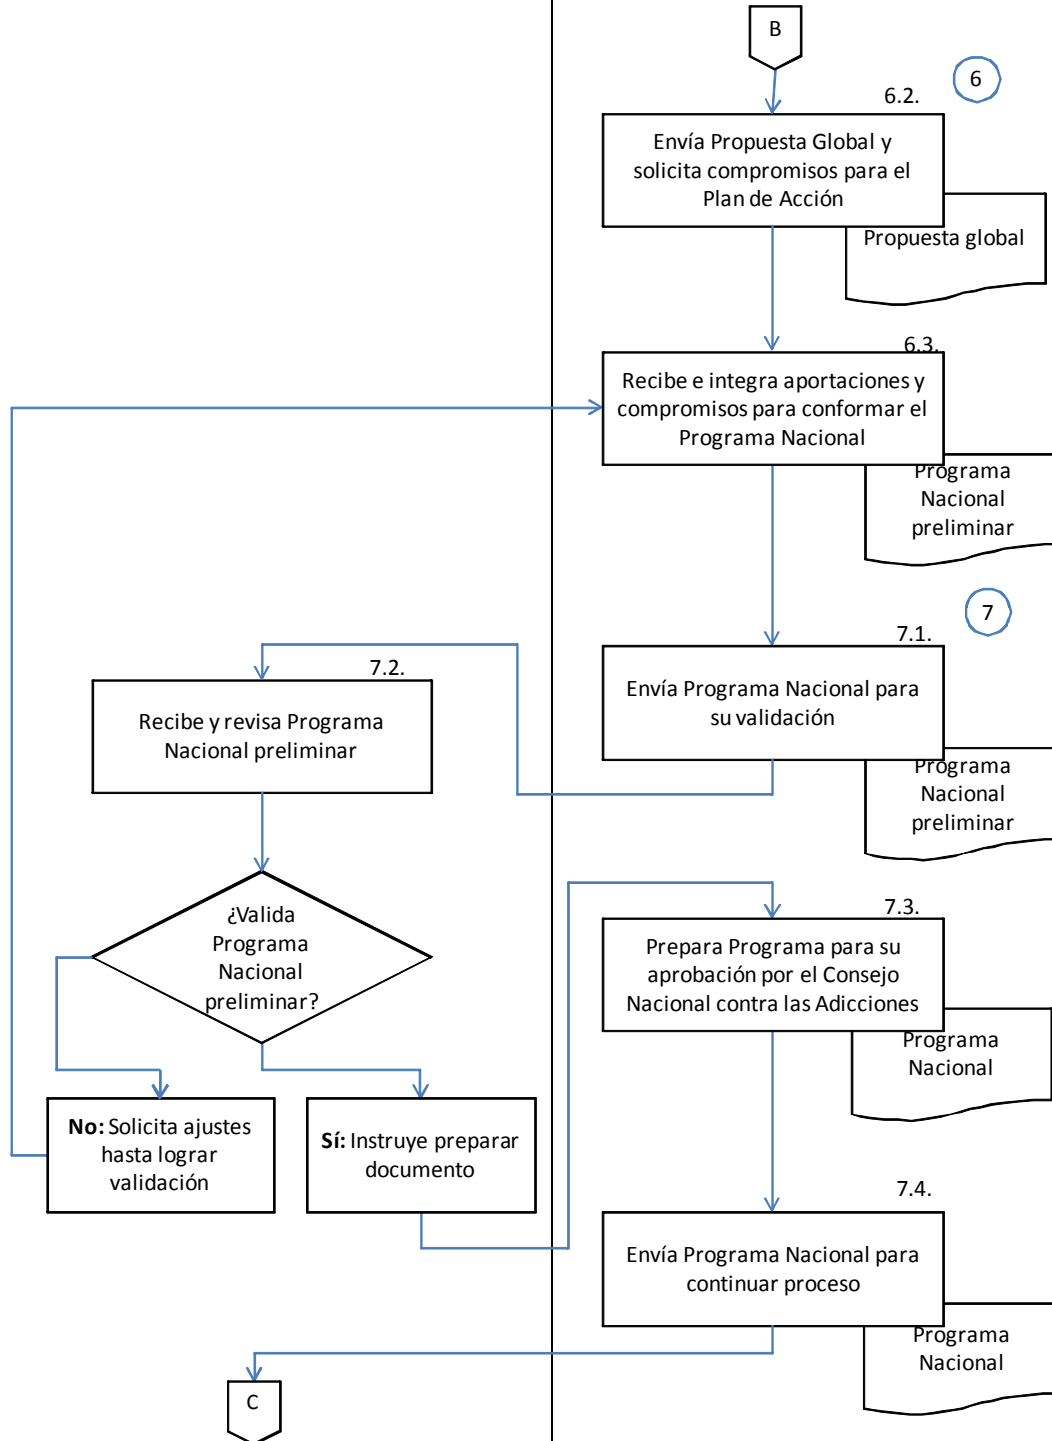 B
6
6.2.
Envía Propuesta Global y
solicita compromisos para el
Plan de Acción
Propuesta global
6.3.
Recibe e integra aportaciones y
compromisos para conformar el
Programa Nacional
Programa
Nacional
preliminar
7
7.1.
Envía Programa Nacional para
su validación
Programa
Nacional
preliminar
7.2.
Recibe y revisa Programa
Nacional preliminar
¿Valida
Programa
Nacional
preliminar?
No: Solicita ajustes
hasta lograr
validación
Sí: Instruye preparar
documento
7.3.
Prepara Programa para su
aprobación por el Consejo
Nacional contra las Adicciones
Programa
Nacional
7.4.
Envía Programa Nacional para
continuar proceso
Programa
Nacional
C